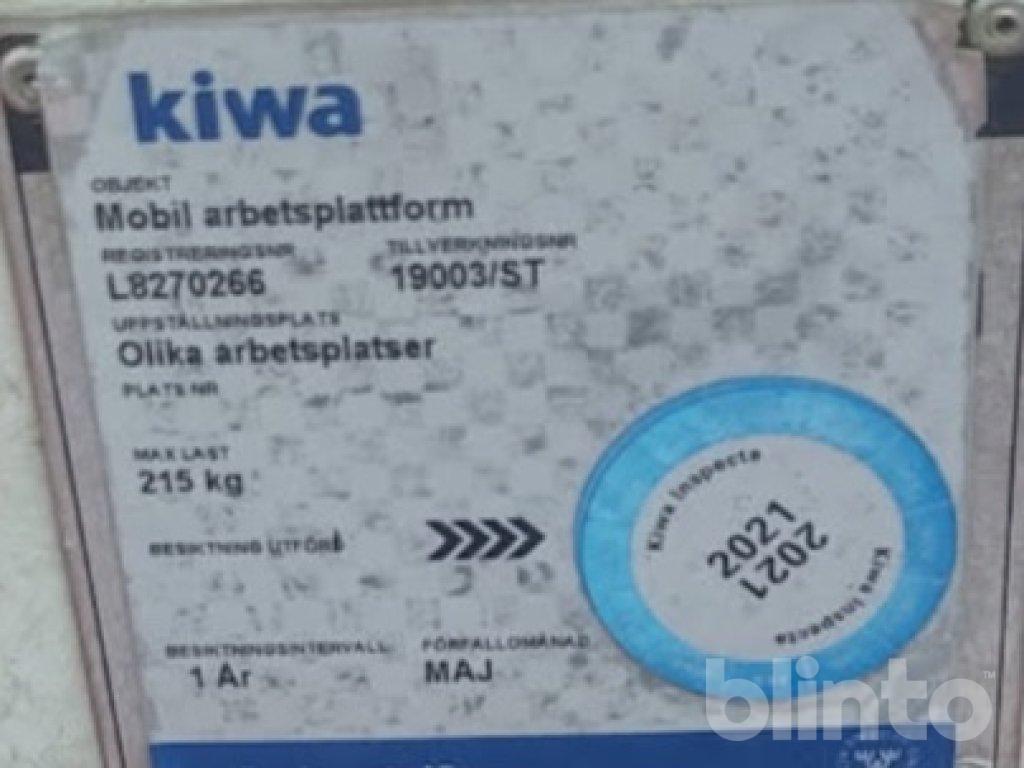 kiwa
OBJEKT
Mobil arbetsplattform
REGISTRERINGSNR TILLVERKNINGSNR
L8270266 19003/ST
UPPSTÄLLNINGSPLATS
Olika arbetsplatser
PLATS NR
MAX LAST
215 kg
BESIKTNING UTFÖRD
Kiwa Inspecta
2021
2021
Kiwa Inspecta
BESIKTNINGSINTERVALL FÖRFALLOMÅNAD
1 År MAJ
blinto™